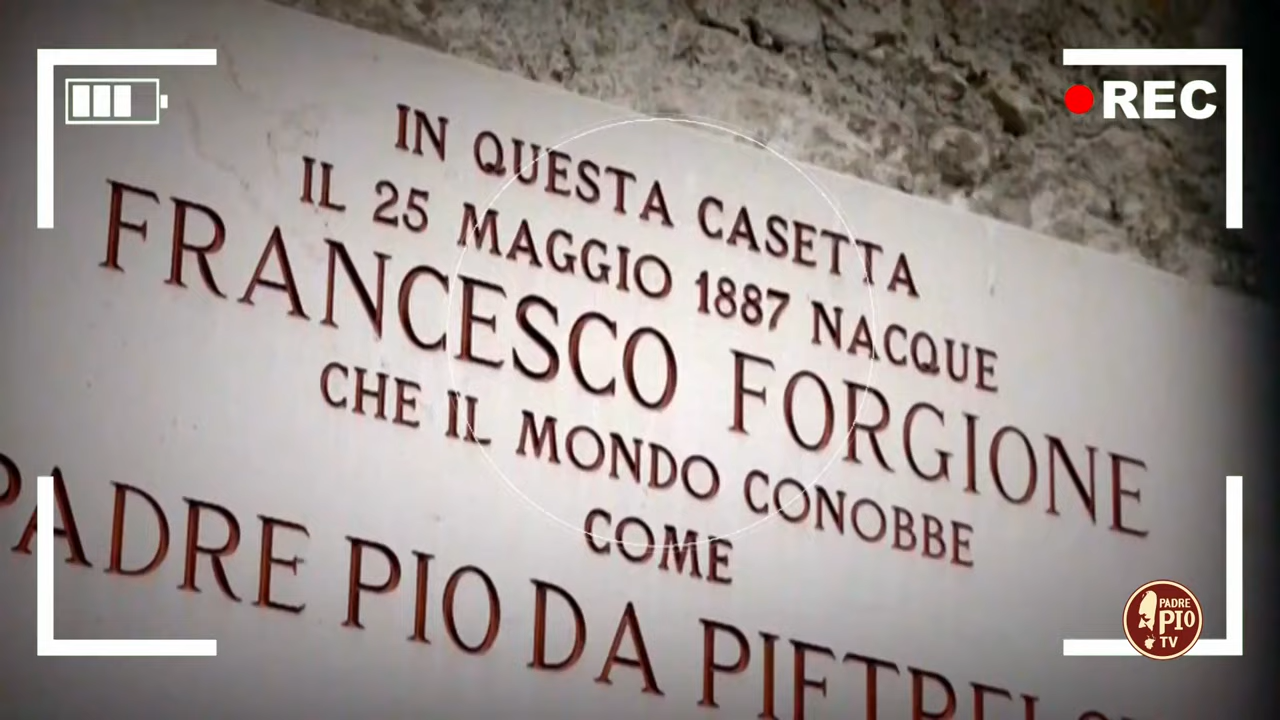 REC
IN QUESTA CASETTA
IL 25 MAGGIO 1887 NACQUE
FRANCESCO FORGIONE
CHE IL MONDO CONOBBE
COME
PADRE PIO DA
PADRE
PIO
TV